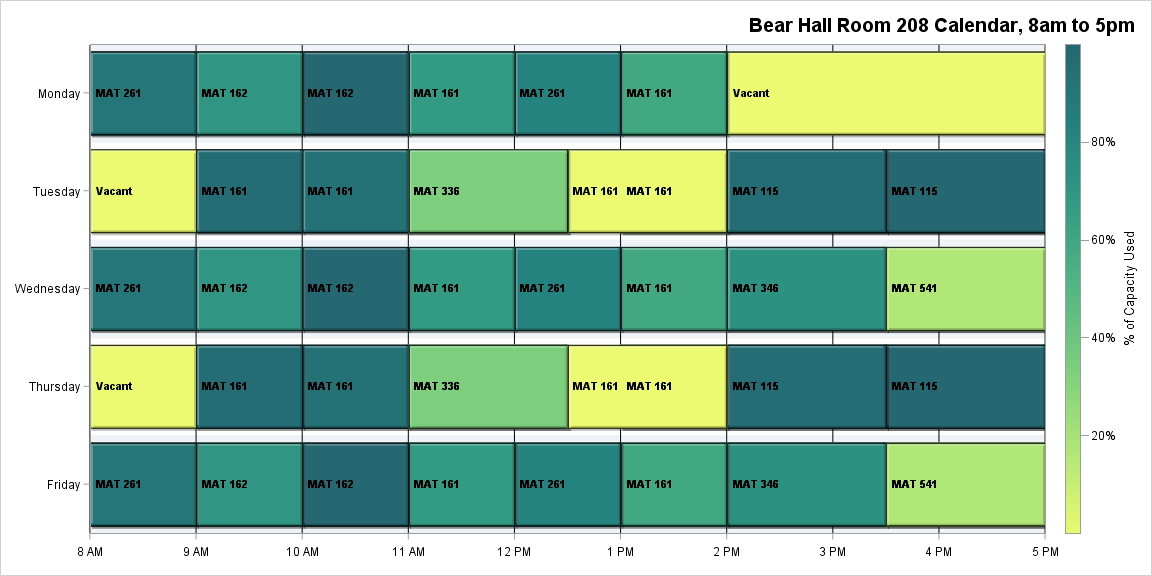 Bear Hall Room 208 Calendar, 8am to 5pm
Monday MAT 261 MAT 162 MAT 162 MAT 161 MAT 261 MAT 161 Vacant
80%
Tuesday Vacant MAT 161 MAT 161 MAT 336 MAT 161 MAT 161 MAT 115 MAT 115
60%
Wednesday MAT 261 MAT 162 MAT 162 MAT 161 MAT 261 MAT 161 MAT 346 MAT 541
% of Capacity Used
40%
Thursday Vacant MAT 161 MAT 161 MAT 336 MAT 161 MAT 161 MAT 115 MAT 115
20%
Friday MAT 261 MAT 162 MAT 162 MAT 161 MAT 261 MAT 161 MAT 346 MAT 541
8 AM 9 AM 10 AM 11 AM 12 PM 1 PM 2 PM 3 PM 4 PM 5 PM